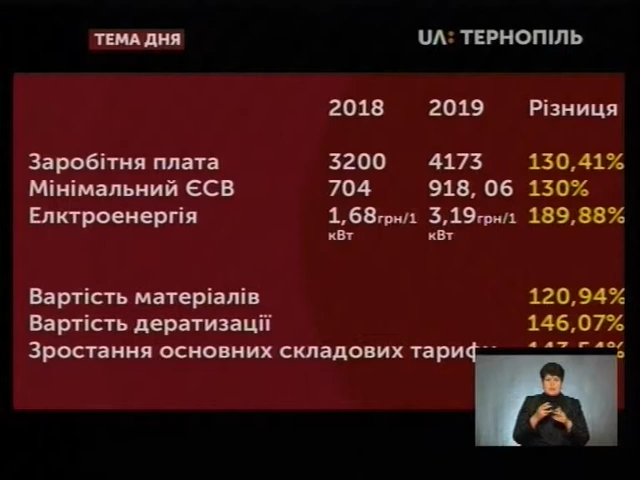 ТЕМА ДНЯ
UA: ТЕРНОПІЛЬ
2018 2019 Різниця
Заробітна плата 3200 4173 130,41%
Мінімальний ЄСВ 704 918, 06 130%
Елктроенергія 1,68грн/1 3,19грн/1 189,88%
кВт кВт
Вартість матеріалів 120,94%
Вартість дератизації 146,07%
Зростання основних складових тарифу